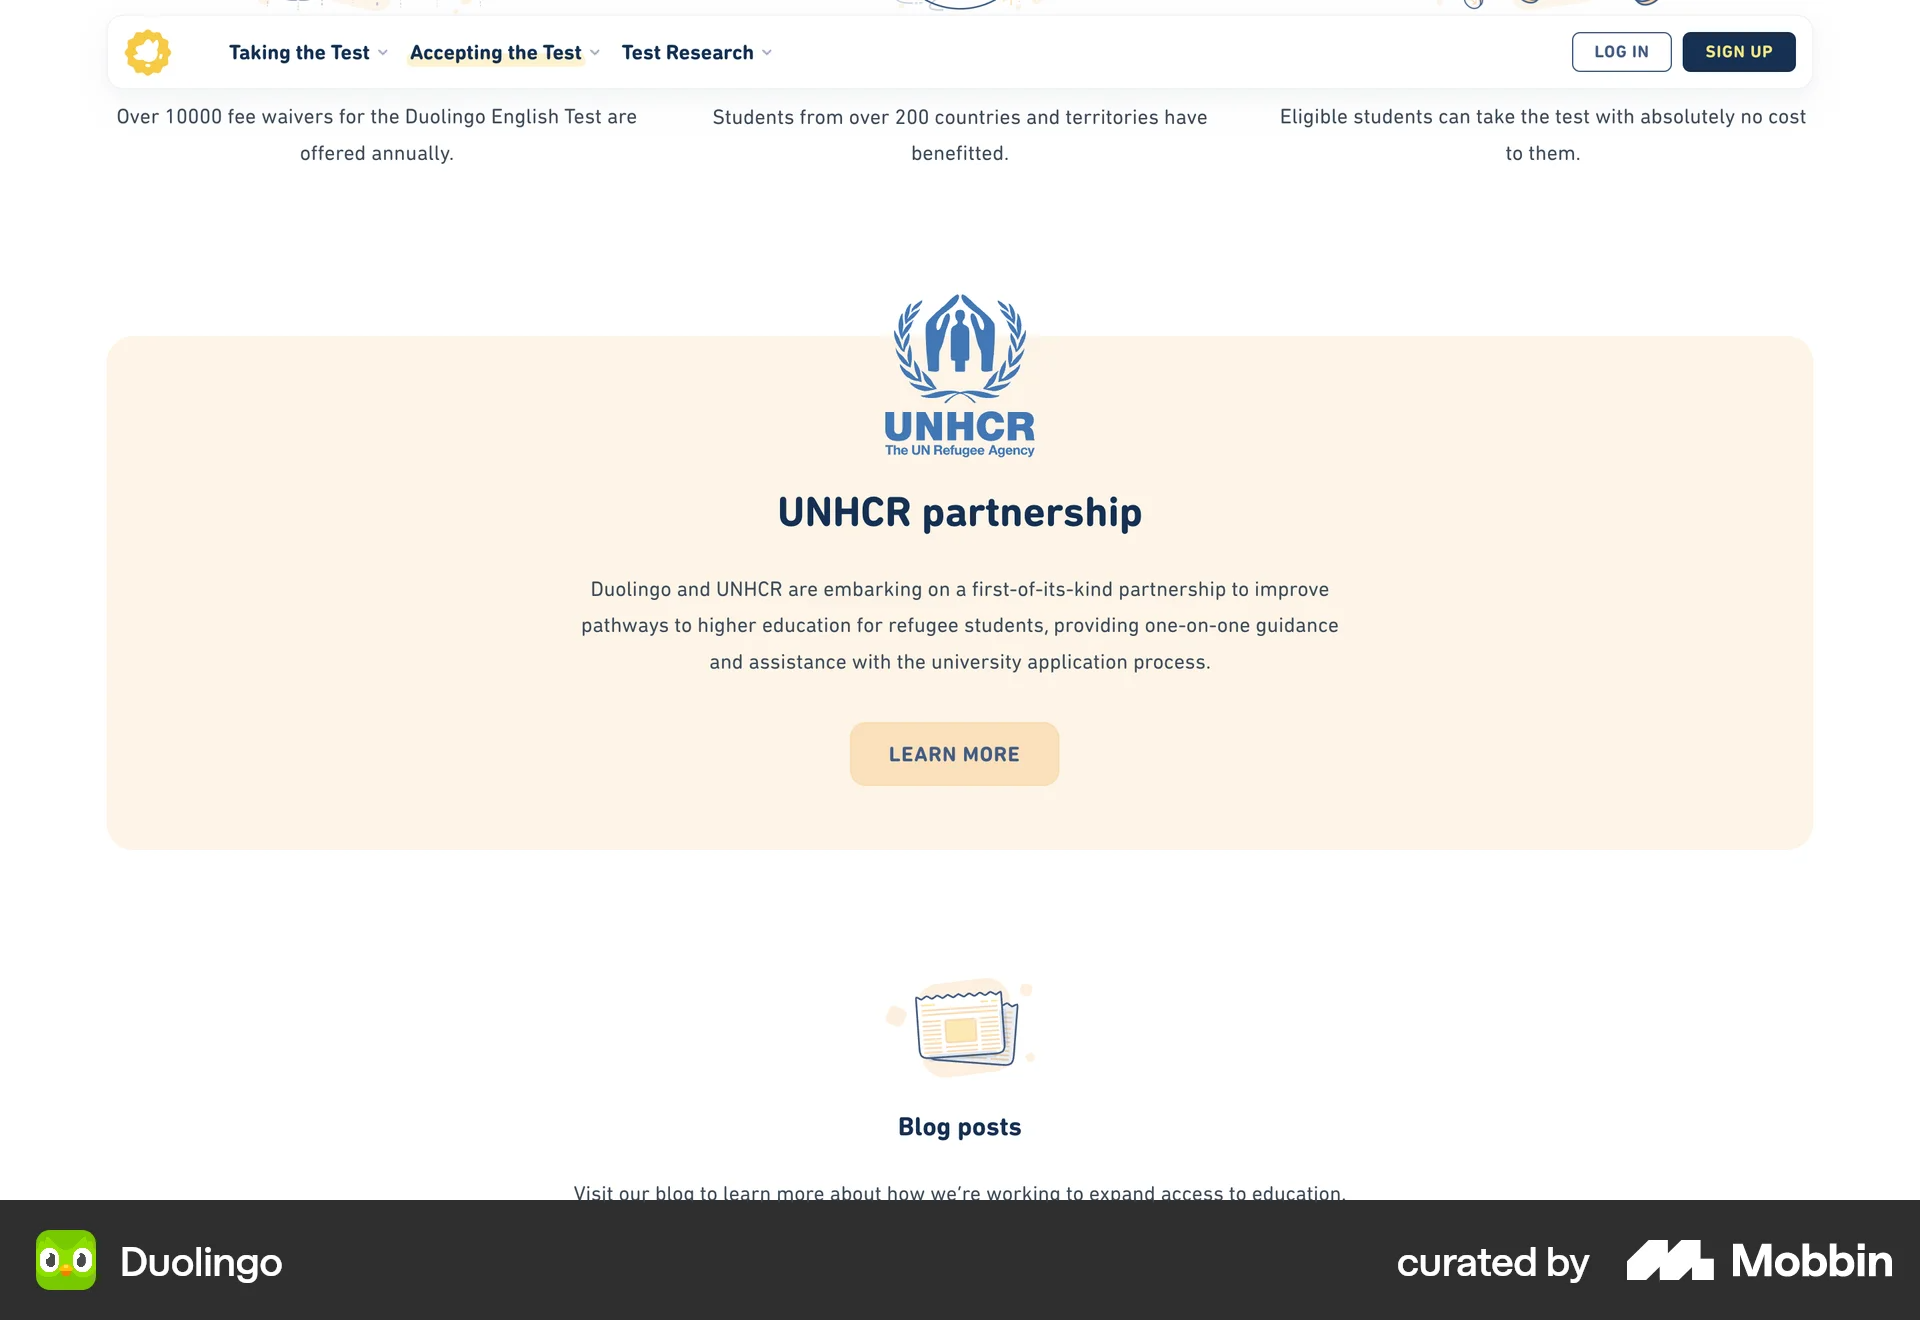 Taking the Test
Accepting the Test
Test Research
LOG IN
SIGN UP
Over 10000 fee waivers for the Duolingo English Test are
offered annually.
Students from over 200 countries and territories have
benefitted.
Eligible students can take the test with absolutely no cost
to them.
UNHCR
The UN Refugee Agency
UNHCR partnership
Duolingo and UNHCR are embarking on a first-of-its-kind partnership to improve
pathways to higher education for refugee students, providing one-on-one guidance
and assistance with the university application process.
LEARN MORE
Blog posts
Visit our blog to learn more about how we're working to expand access to education.
Duolingo
curated by
Mobbin